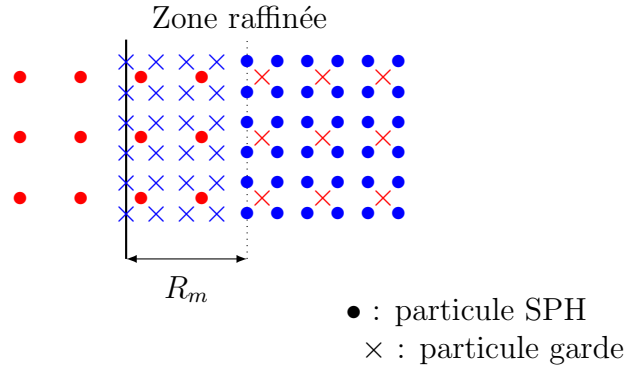 Zone raffinée
R_m
● : particule SPH
× : particule garde